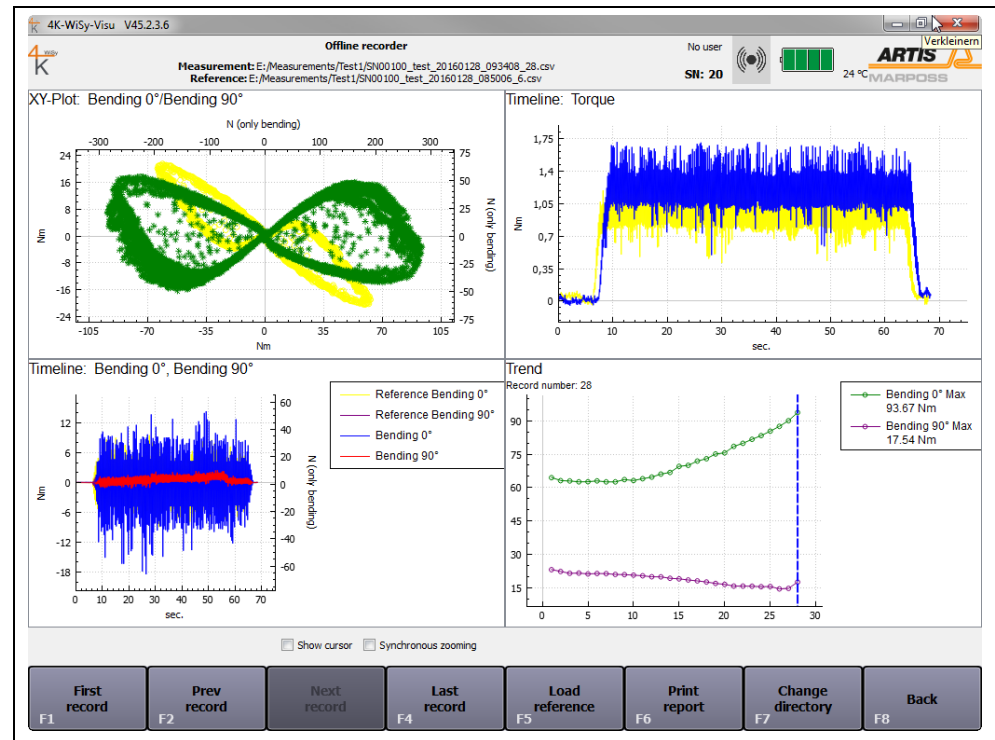 4K-WiSy-Visu V45.2.3.6
Verkleinern
4 WiSy
K
Offline recorder
Measurement: E:/Measurements/Test1/SN00100_test_20160128_093408_28.csv
Reference: E:/Measurements/Test1/SN00100_test_20160128_085006_6.csv
No user
SN: 20
24 °C
ARTIS
MARPOSS
XY-Plot: Bending 0°/Bending 90°
N (only bending)
-300 -200 -100 0 100 200 300
24 16 8 0 -8 -16 -24
Nm
75 50 25 0 -25 -50 -75
N (only bending)
-105 -70 -35 0 35 70 105
Nm
Timeline: Torque
1,75
1,4
1,05
0,7
0,35
0
Nm
0 10 20 30 40 50 60 70
sec.
Timeline: Bending 0°, Bending 90°
12
6
0
-6
-12
-18
Nm
60
40
20
0
-20
-40
-60
N (only bending)
0 10 20 30 40 50 60 70
sec.
Reference Bending 0°
Reference Bending 90°
Bending 0°
Bending 90°
Trend
Record number: 28
90
75
60
45
30
15
0 5 10 15 20 25 30
Bending 0° Max
93.67 Nm
Bending 90° Max
17.54 Nm
Show cursor Synchronous zooming
First
record
F1
Prev
record
F2
Next
record
Last
record
F4
Load
reference
F5
Print
report
F6
Change
directory
F7
Back
F8